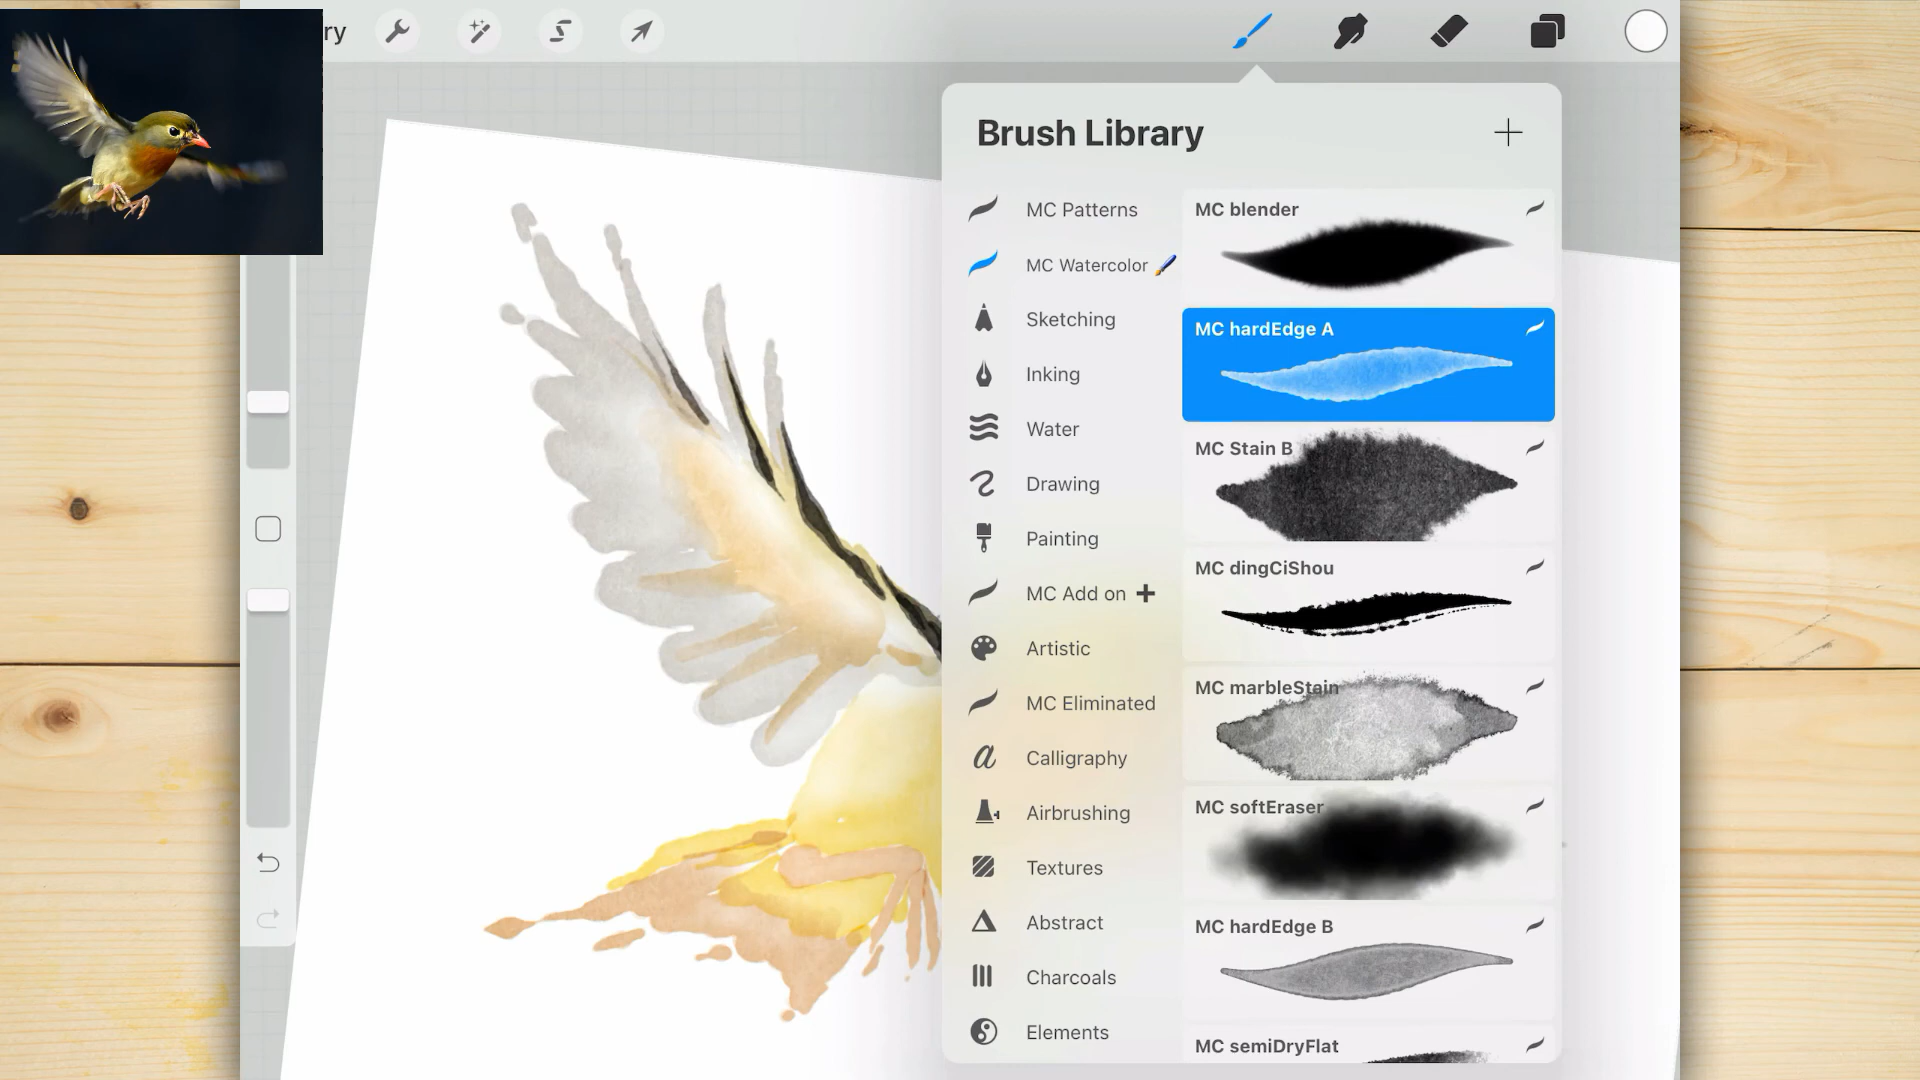 ry
Brush Library
MC Patterns
MC Watercolor
Sketching
Inking
Water
Drawing
Painting
MC Add on
Artistic
MC Eliminated
Calligraphy
Airbrushing
Textures
Abstract
Charcoals
Elements
MC blender
MC hardEdge A
MC Stain B
MC dingCiShou
MC marbleStain
MC softEraser
MC hardEdge B
MC semiDryFlat